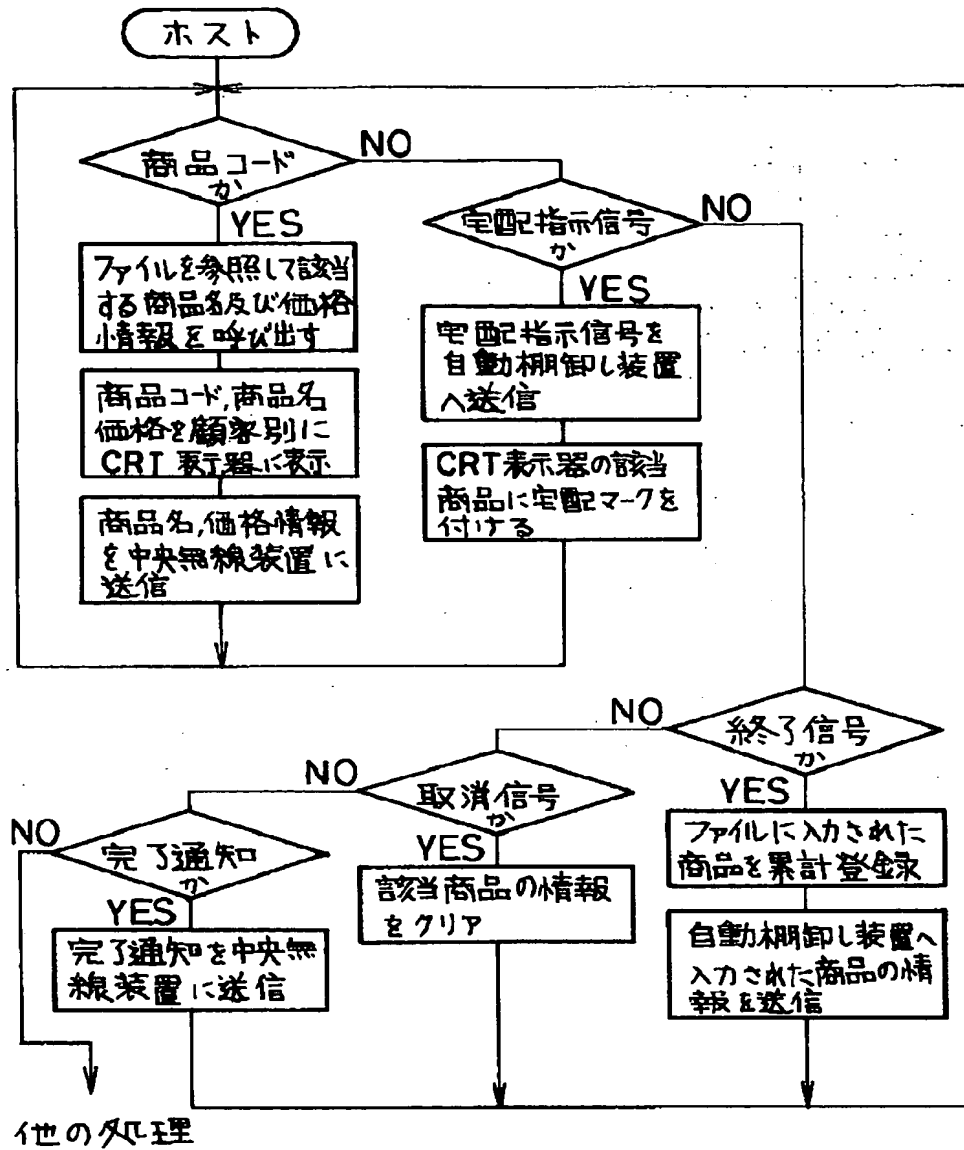 ホスト
商品コード
か
NO
YES
ファイルを参照して該当
する商品名及び価格
情報を呼び出す
商品コード,商品名
価格を顧客別に
CRT表示器に表示
商品名,価格情報
を中央無線装置に
送信
宅配指示信号
か
NO
YES
宅配指示信号を
自動棚卸し装置
へ送信
CRT表示器の該当
商品に宅配マークを
付ける
終了信号
か
NO
YES
ファイルに入力された
商品を累計登録
自動棚卸し装置へ
入力された商品の情
報を送信
取消信号
か
NO
YES
該当商品の情報
をクリア
完了通知
か
NO
YES
完了通知を中央無
線装置に送信
他の処理